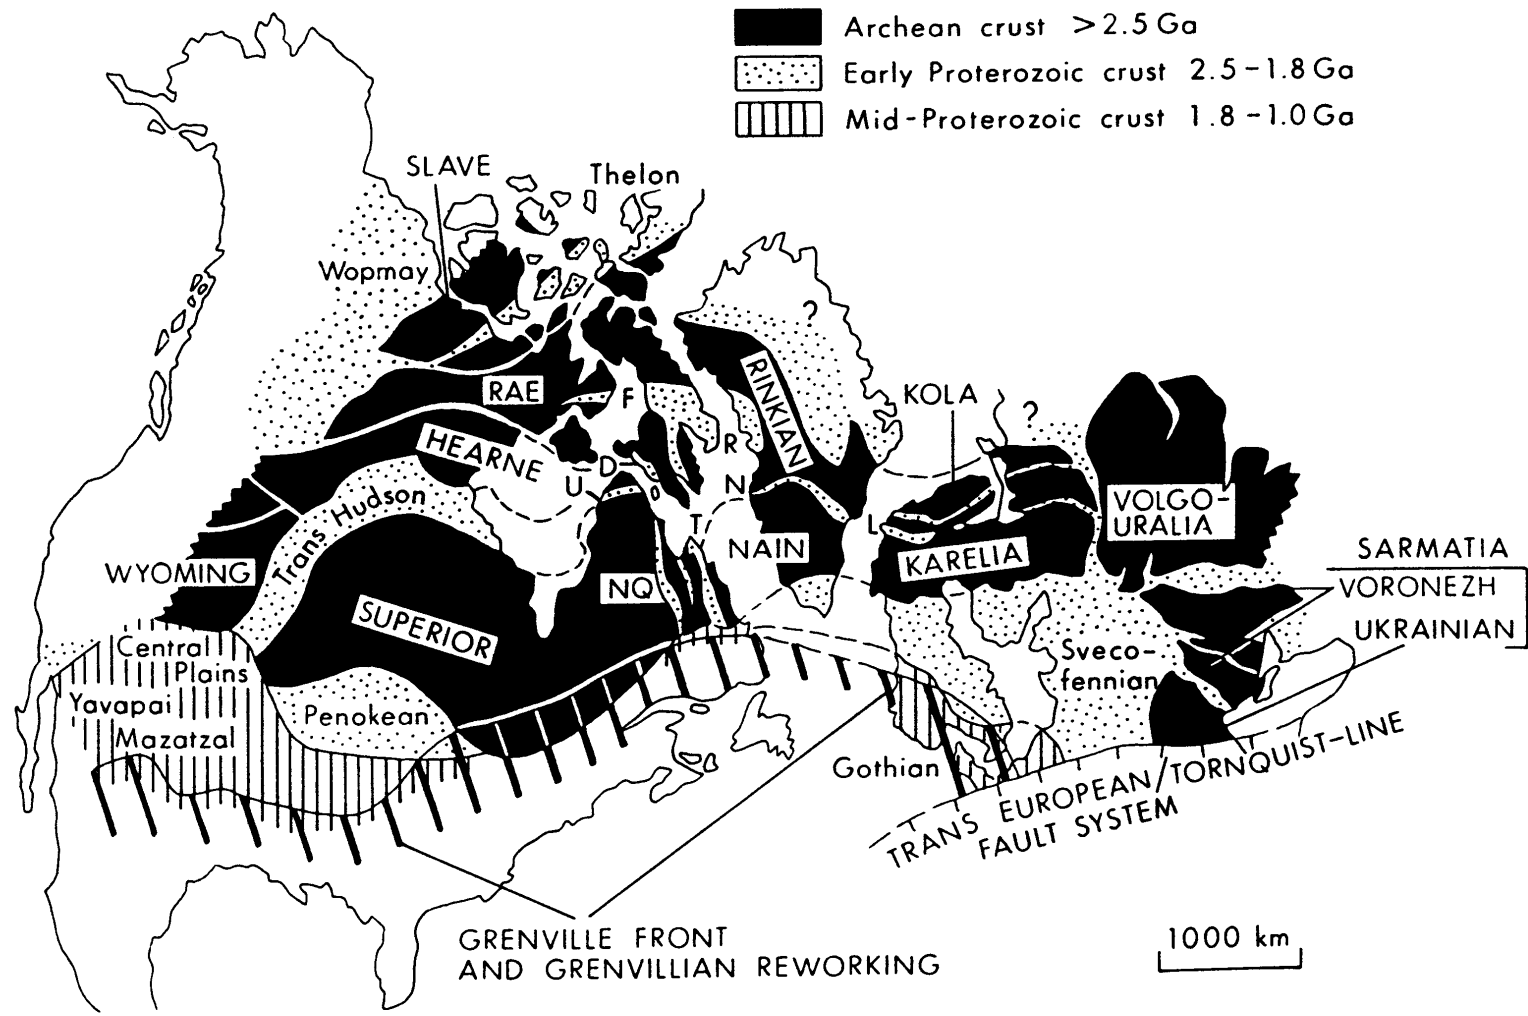 Archean crust >2.5 Ga
Early Proterozoic crust 2.5-1.8 Ga
Mid-Proterozoic crust 1.8-1.0 Ga
SLAVE
Thelon
Wopmay
?
RAE
F
RINKIAN
KOLA
?
HEARNE
R
D
U
N
Trans Hudson
T
L
VOLGO-
URALIA
NAIN
KARELIA
WYOMING
NQ
SARMATIA
VORONEZH
UKRAINIAN
SUPERIOR
Central
Plains
Yavapai
Mazatzal
Penokean
Sveco-
fennian
Gothian
TRANS EUROPEAN/TORNQUIST-LINE
FAULT SYSTEM
GRENVILLE FRONT
AND GRENVILLIAN REWORKING
1000 km